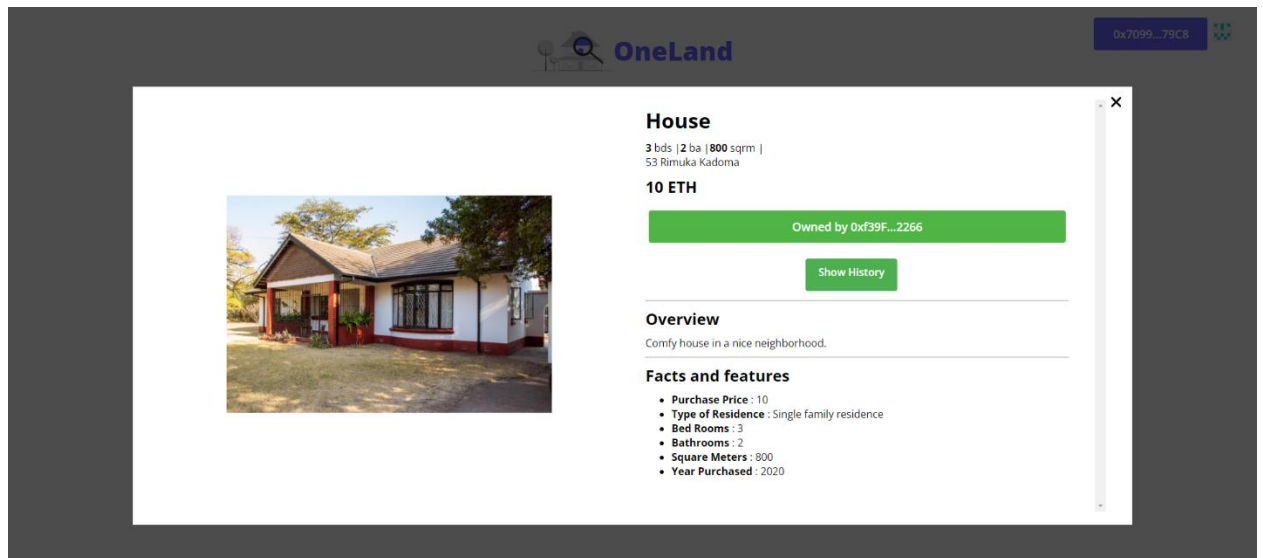 OneLand
0x7099...79C8
House
3 bds |2 ba |800 sqrm |
53 Rimuka Kadoma
10 ETH
Owned by 0xf39F...2266
Show History
Overview
Comfy house in a nice neighborhood.
Facts and features
• Purchase Price : 10
• Type of Residence : Single family residence
• Bed Rooms : 3
• Bathrooms : 2
• Square Meters : 800
• Year Purchased : 2020